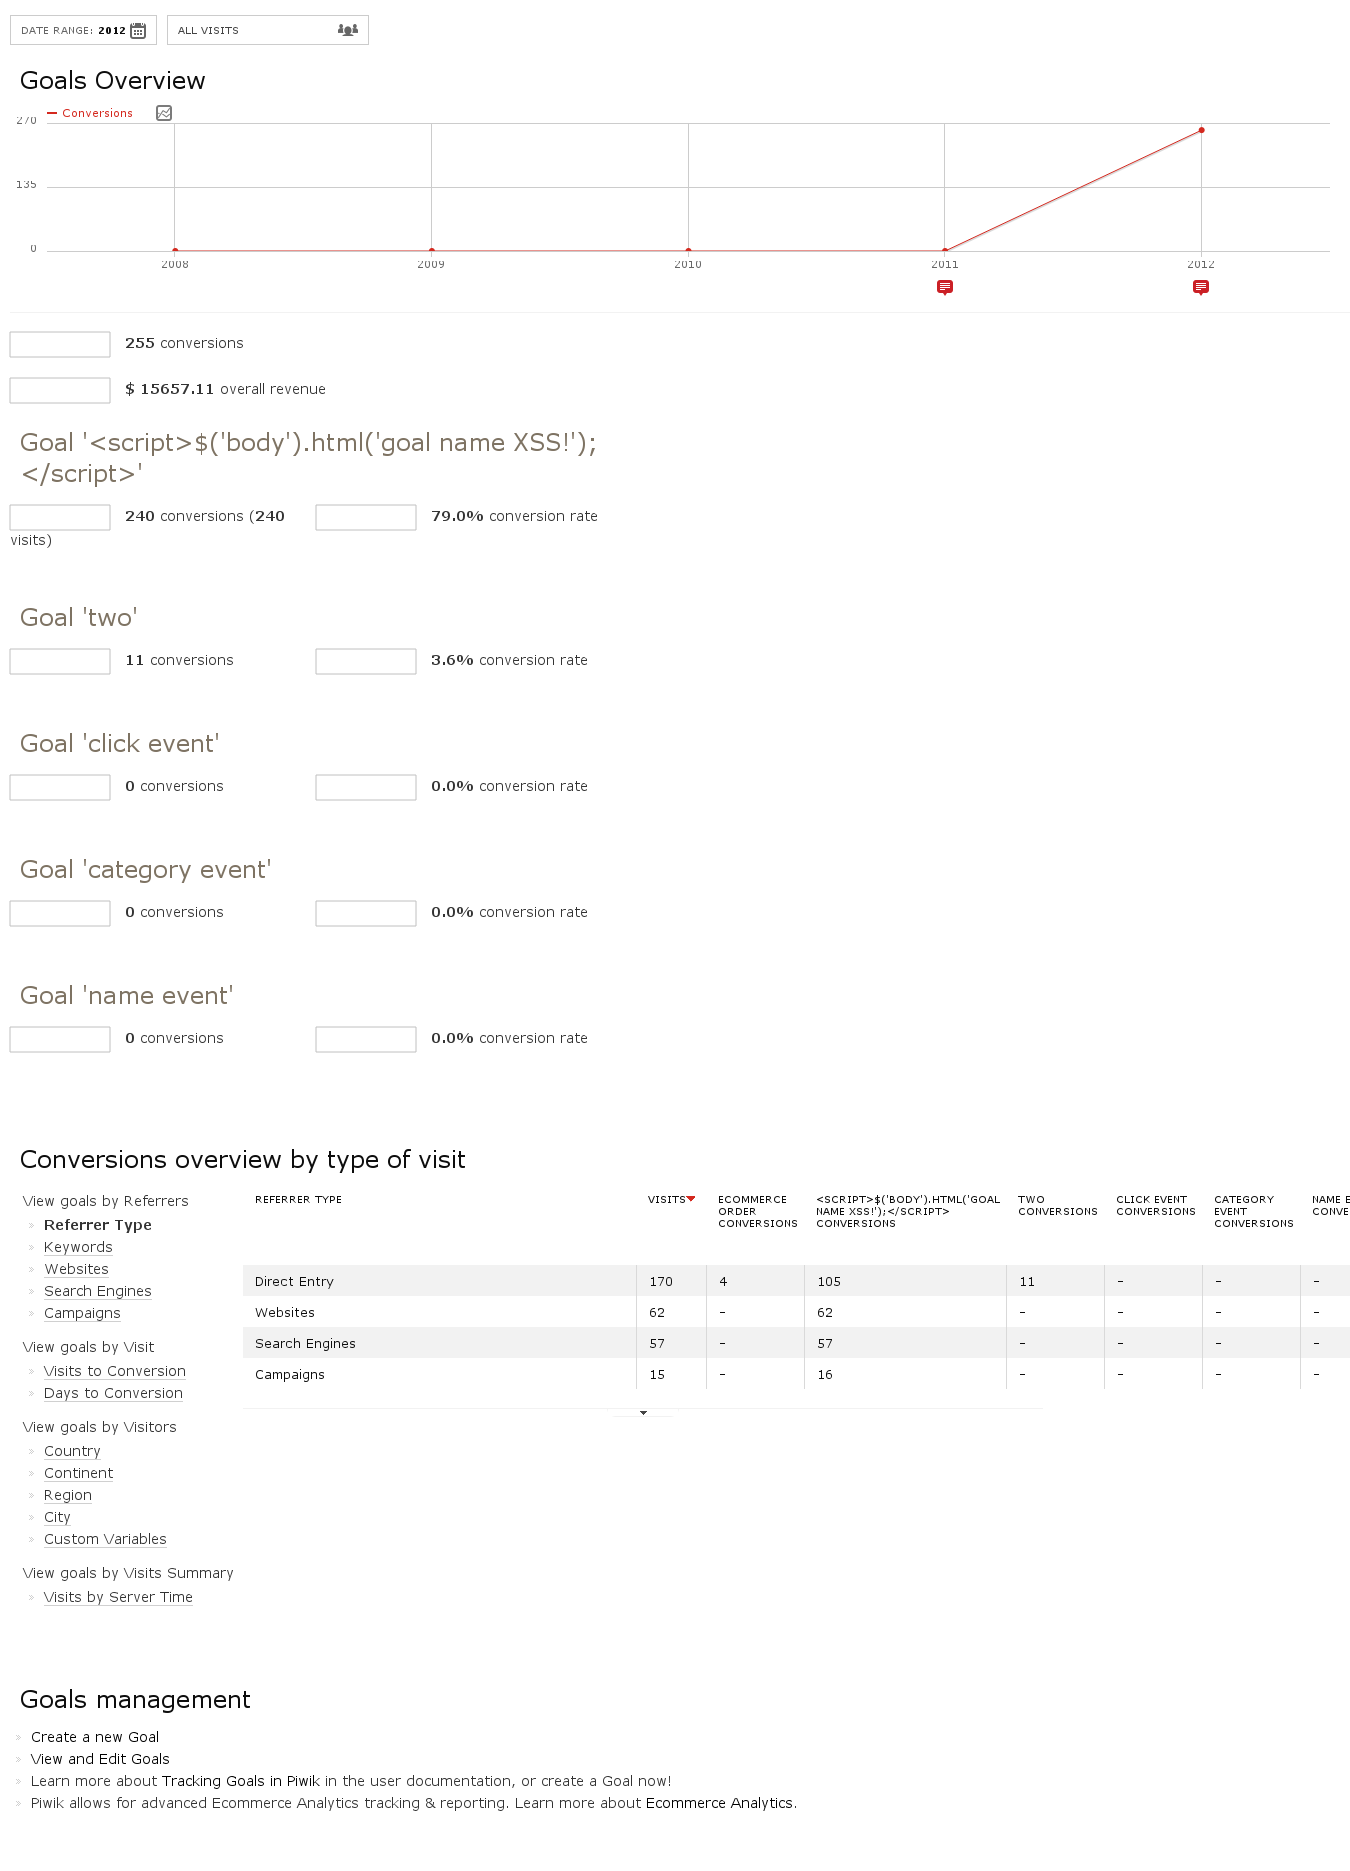 DATE RANGE: 2012
ALL VISITS
Goals Overview
Conversions
270
135
0
2008 2009 2010 2011 2012
255 conversions
$ 15657.11 overall revenue
Goal '<script>$('body').html('goal name XSS!');
</script>'
240 conversions (240 visits)
79.0% conversion rate
Goal 'two'
11 conversions
3.6% conversion rate
Goal 'click event'
0 conversions
0.0% conversion rate
Goal 'category event'
0 conversions
0.0% conversion rate
Goal 'name event'
0 conversions
0.0% conversion rate
Conversions overview by type of visit
View goals by Referrers
» Referrer Type
» Keywords
» Websites
» Search Engines
» Campaigns
View goals by Visit
» Visits to Conversion
» Days to Conversion
View goals by Visitors
» Country
» Continent
» Region
» City
» Custom Variables
View goals by Visits Summary
» Visits by Server Time
REFERRER TYPE
VISITS
ECOMMERCE
ORDER
CONVERSIONS
<SCRIPT>$('BODY').HTML('GOAL
NAME XSS!');</SCRIPT>
CONVERSIONS
TWO
CONVERSIONS
CLICK EVENT
CONVERSIONS
CATEGORY
EVENT
CONVERSIONS
NAME E
CONVE
Direct Entry 170 4 105 11 - - -
Websites 62 - 62 - - - -
Search Engines 57 - 57 - - - -
Campaigns 15 - 16 - - - -
Goals management
» Create a new Goal
» View and Edit Goals
» Learn more about Tracking Goals in Piwik in the user documentation, or create a Goal now!
» Piwik allows for advanced Ecommerce Analytics tracking & reporting. Learn more about Ecommerce Analytics.